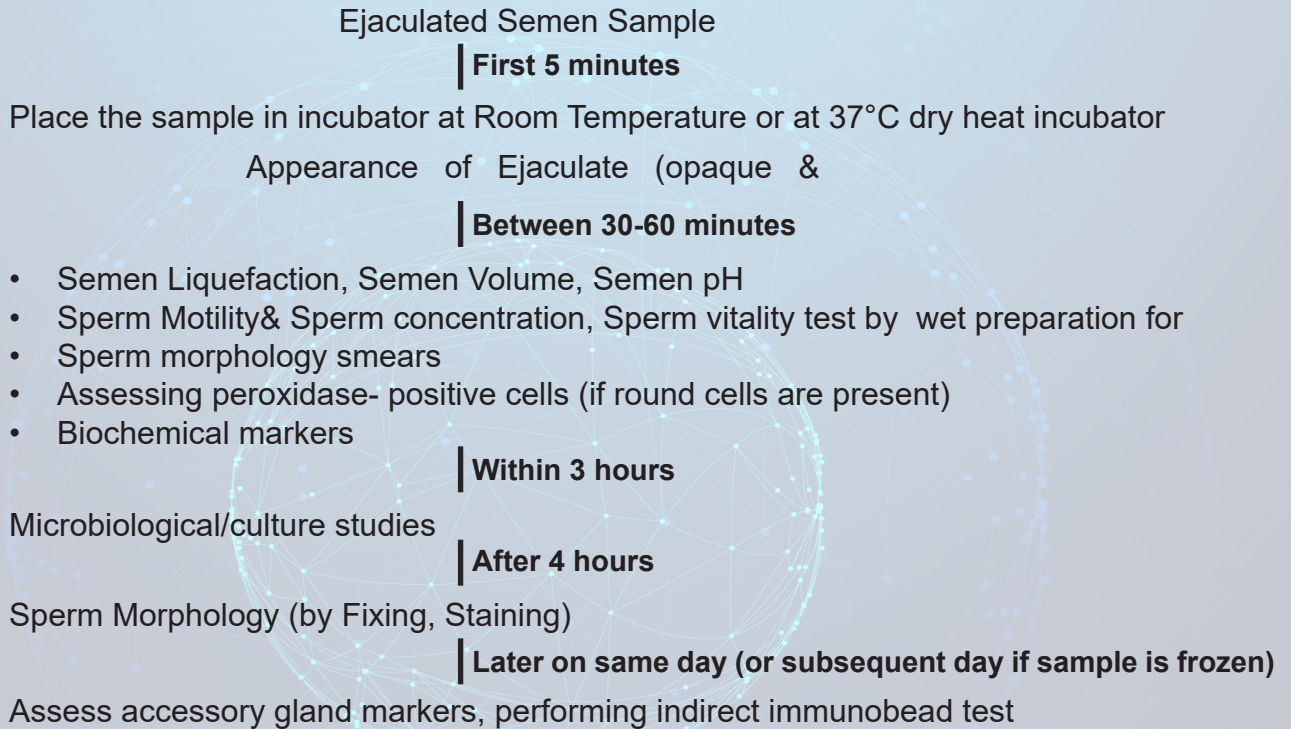 Ejaculated Semen Sample
First 5 minutes
Place the sample in incubator at Room Temperature or at 37°C dry heat incubator
Appearance of Ejaculate (opaque &
Between 30-60 minutes
• Semen Liquefaction, Semen Volume, Semen pH
• Sperm Motility& Sperm concentration, Sperm vitality test by wet preparation for
• Sperm morphology smears
• Assessing peroxidase- positive cells (if round cells are present)
• Biochemical markers
Within 3 hours
Microbiological/culture studies
After 4 hours
Sperm Morphology (by Fixing, Staining)
Later on same day (or subsequent day if sample is frozen)
Assess accessory gland markers, performing indirect immunobead test